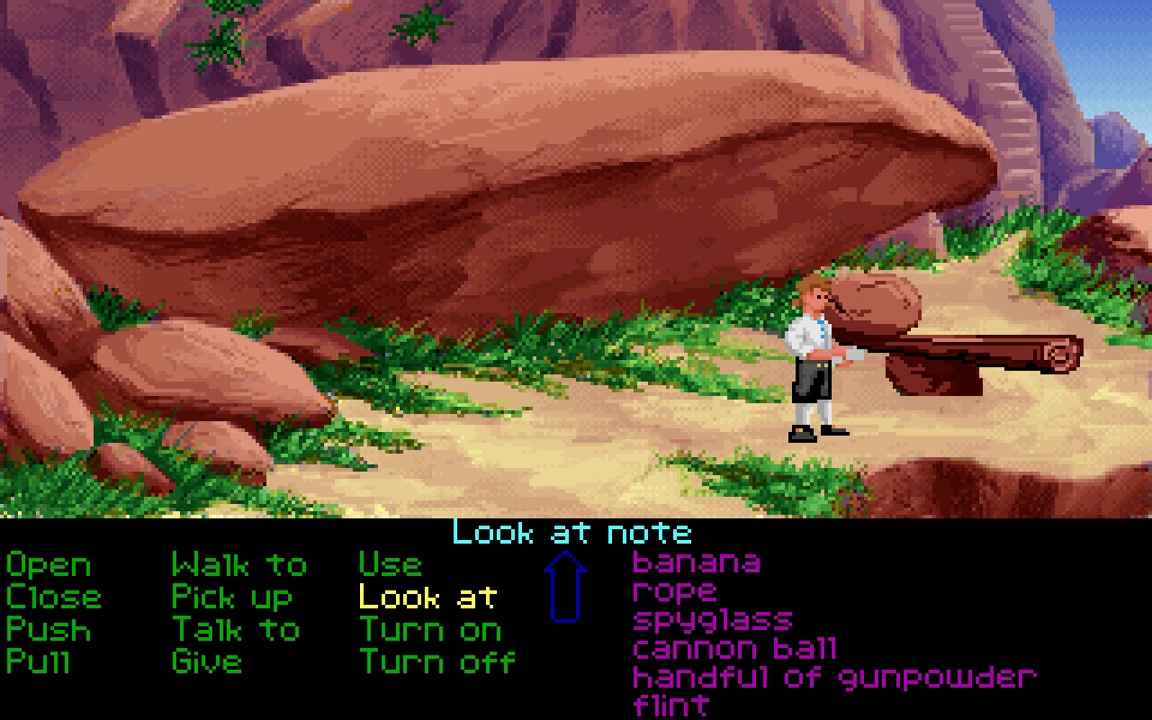 Look at note
Open Walk to Use
Close Pick up Look at
Push Talk to Turn on
Pull Give Turn off
banana
rope
spyglass
cannon ball
handful of gunpowder
flint